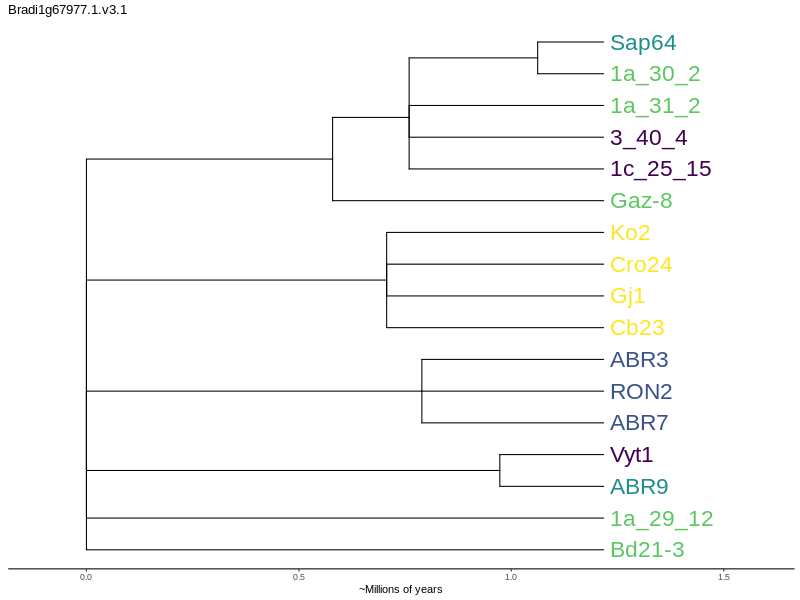 Bradi1g67977.1.v3.1
Sap64
1a_30_2
1a_31_2
3_40_4
1c_25_15
Gaz-8
Ko2
Cro24
Gj1
Cb23
ABR3
RON2
ABR7
Vyt1
ABR9
1a_29_12
Bd21-3
0.0 0.5 1.0 1.5
~Millions of years